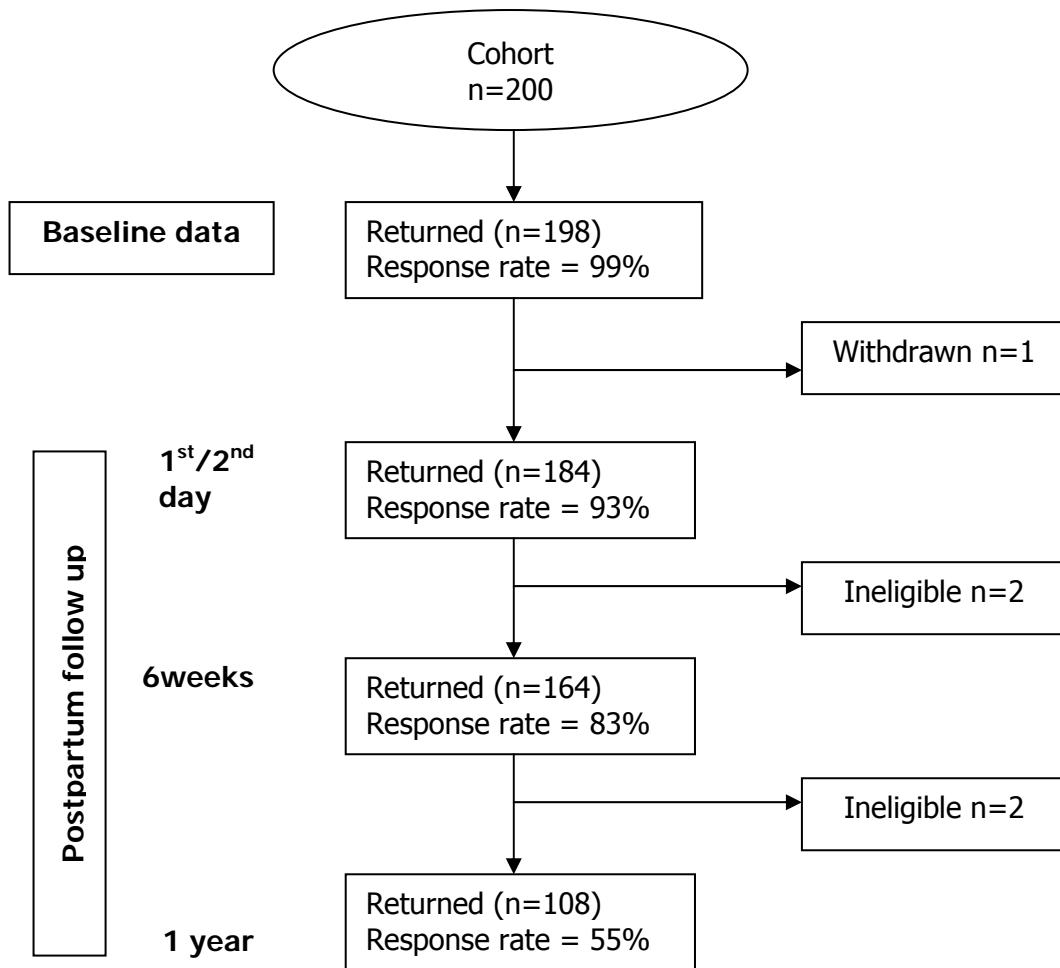 Cohort
n=200
Baseline data
Returned (n=198)
Response rate = 99%
Withdrawn n=1
Postpartum follow up
1st/2nd
day
Returned (n=184)
Response rate = 93%
Ineligible n=2
6weeks
Returned (n=164)
Response rate = 83%
Ineligible n=2
1 year
Returned (n=108)
Response rate = 55%